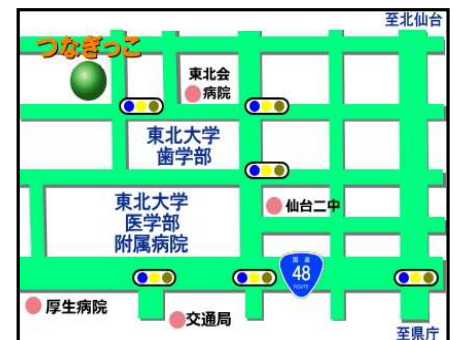 至北仙台
つなぎっこ
東北会
病院
東北大学
歯学部
東北大学
医学部
附属病院
仙台二中
国道
48
ROUTE
厚生病院
交通局
至県庁